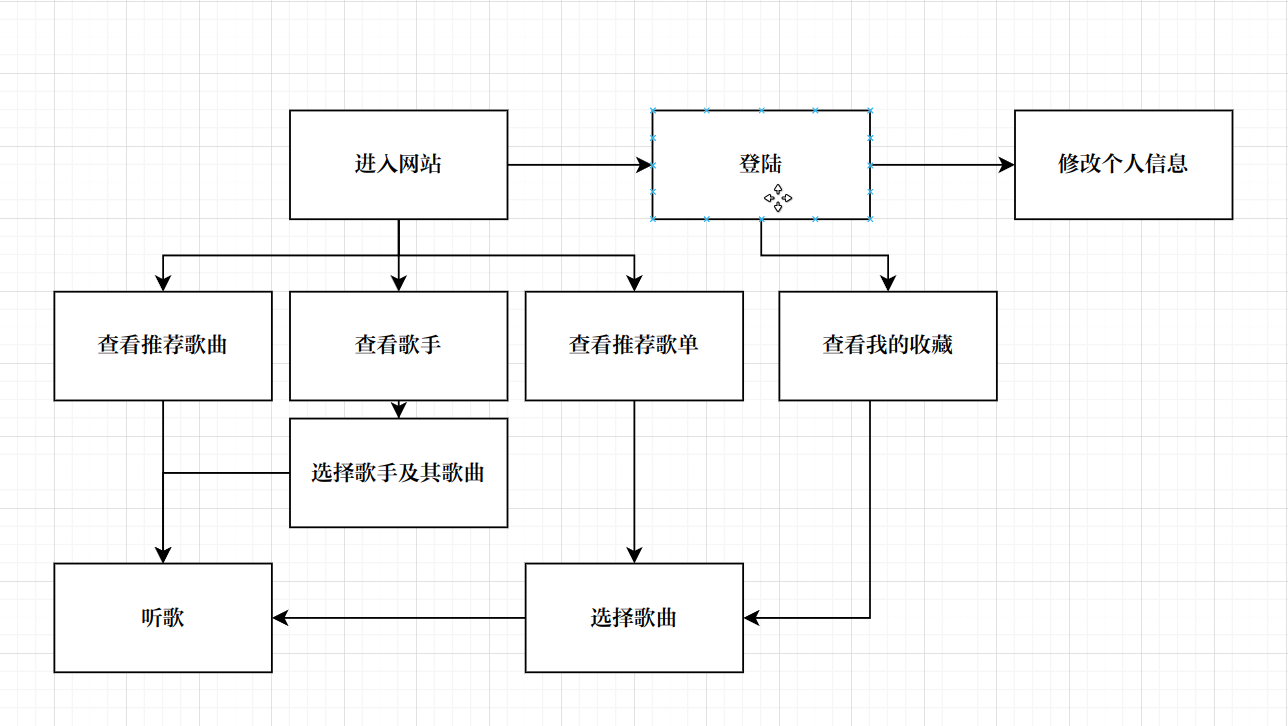 进入网站
登陆
修改个人信息
查看推荐歌曲
查看歌手
查看推荐歌单
查看我的收藏
选择歌手及其歌曲
听歌
选择歌曲